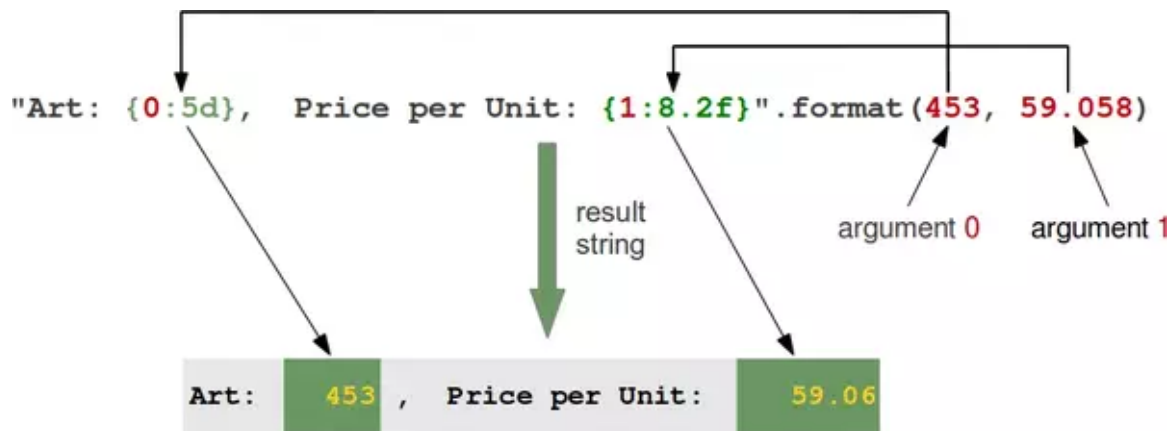 "Art: {0:5d},  Price per Unit: {1:8.2f}".format(453, 59.058)
result
string
argument 0 argument 1
Art:   453 ,  Price per Unit:    59.06